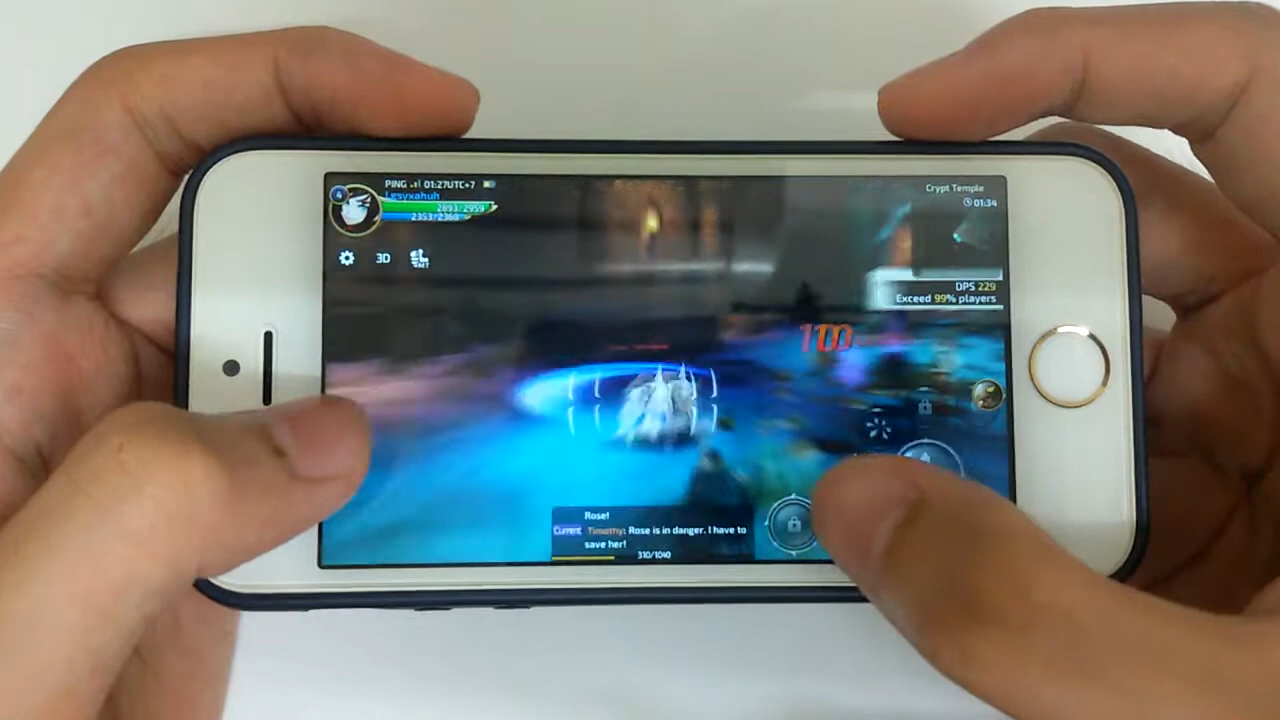 PING 01:27UTC+7
4
Lgsyxahuh
2893/2959
2353/2368
3D
Crypt Temple
01:34
DPS 229
Exceed 99% players
100
Rose!
Current Timothy: Rose is in danger. I have to
save her!
310/1040